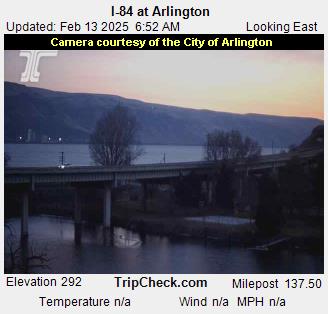 I-84 at Arlington
Updated: Feb 13 2025 6:52 AM Looking East
Camera courtesy of the City of Arlington
Elevation 292 TripCheck.com Milepost 137.50
Temperature n/a Wind n/a MPH n/a